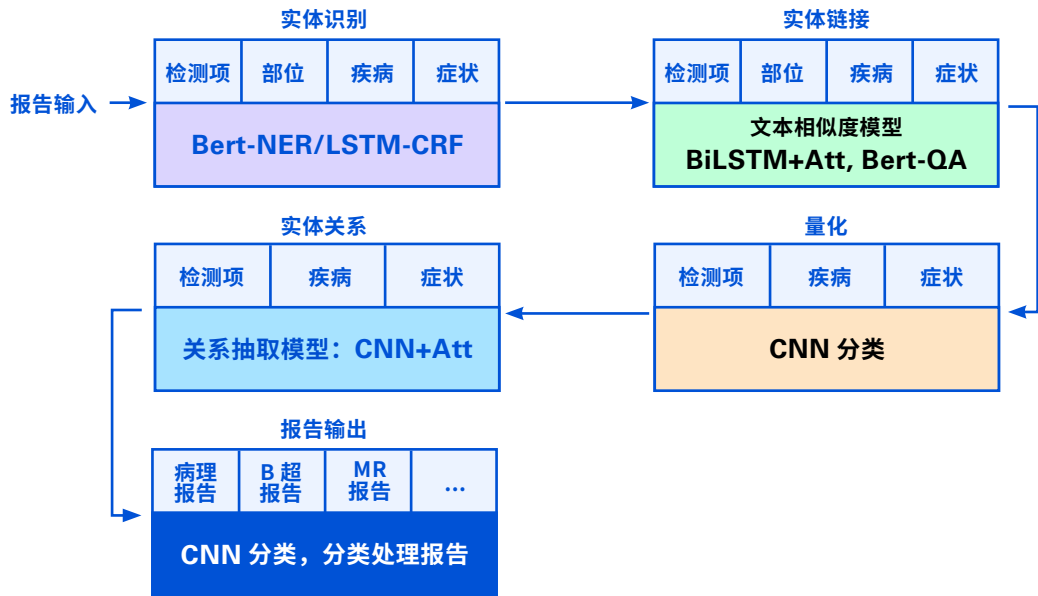 实体识别
检测项 部位 疾病 症状
报告输入
Bert-NER/LSTM-CRF
实体链接
检测项 部位 疾病 症状
文本相似度模型
BiLSTM+Att, Bert-QA
量化
检测项 疾病 症状
CNN 分类
实体关系
检测项 疾病 症状
关系抽取模型：CNN+Att
报告输出
病理
报告
B 超
报告
MR
报告
...
CNN 分类，分类处理报告